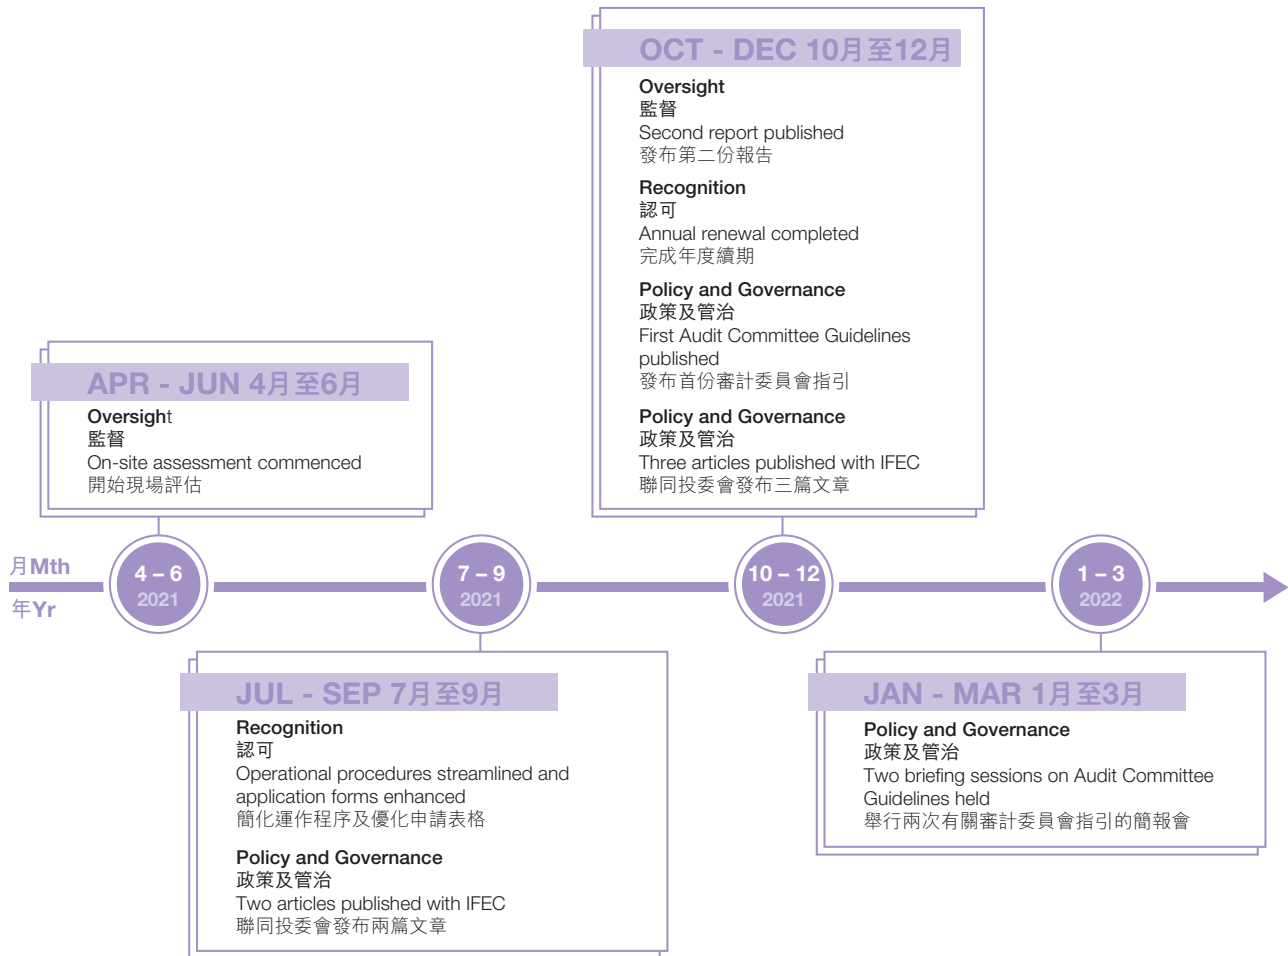 OCT - DEC 10月至12月
Oversight
監督
Second report published
發布第二份報告
Recognition
認可
Annual renewal completed
完成年度續期
Policy and Governance
政策及管治
First Audit Committee Guidelines
published
發布首份審計委員會指引
Policy and Governance
政策及管治
Three articles published with IFEC
聯同投委會發布三篇文章
APR - JUN 4月至6月
Oversight
監督
On-site assessment commenced
開始現場評估
月Mth
年Yr
4 – 6
2021
7 – 9
2021
10 – 12
2021
1 – 3
2022
JUL - SEP 7月至9月
Recognition
認可
Operational procedures streamlined and
application forms enhanced
簡化運作程序及優化申請表格
Policy and Governance
政策及管治
Two articles published with IFEC
聯同投委會發布兩篇文章
JAN - MAR 1月至3月
Policy and Governance
政策及管治
Two briefing sessions on Audit Committee
Guidelines held
舉行兩次有關審計委員會指引的簡報會